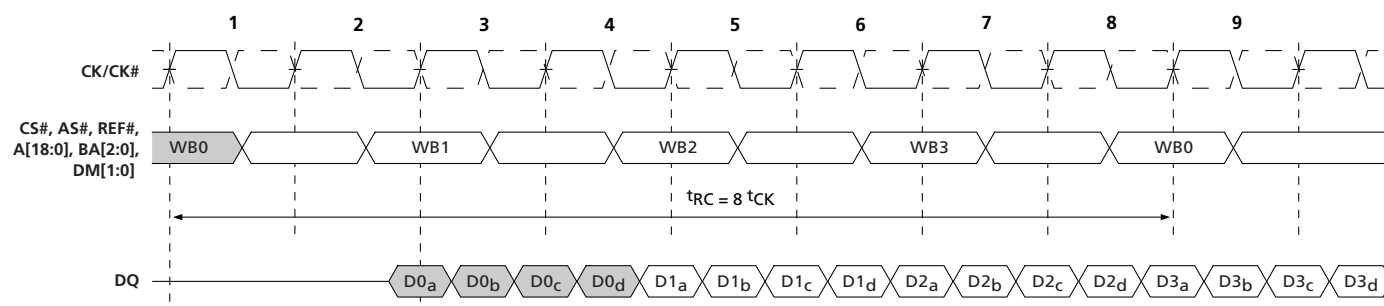 1 2 3 4 5 6 7 8 9
CK/CK#
CS#, AS#, REF#,
A[18:0], BA[2:0],
DM[1:0]
WB0 WB1 WB2 WB3 WB0
tRC = 8 tCK
DQ
D0a D0b D0c D0d D1a D1b D1c D1d D2a D2b D2c D2d D3a D3b D3c D3d